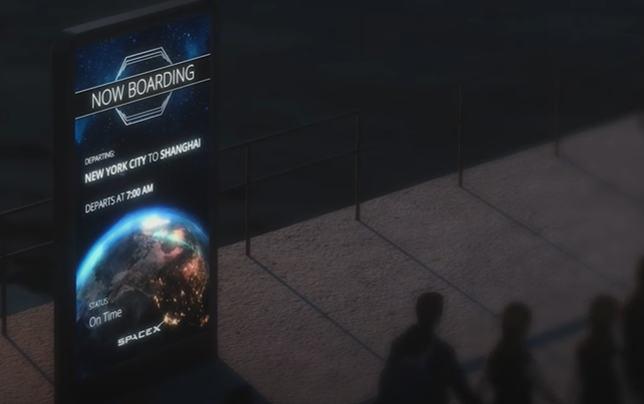 NOW BOARDING
DEPARTING:
NEW YORK CITY TO SHANGHAI
DEPARTS AT 7:00 AM
STATUS:
On Time
SPACEX